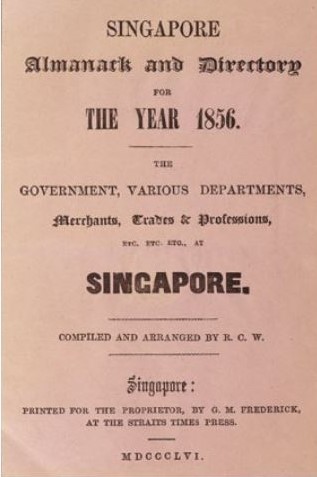 SINGAPORE
Almanack and Directory
FOR
THE YEAR 1856.
THE
GOVERNMENT, VARIOUS DEPARTMENTS,
Merchants, Trades & Professions,
ETC. ETC. ETC., AT
SINGAPORE.
COMPILED AND ARRANGED BY R. C. W.
Singapore:
PRINTED FOR THE PROPRIETOR, BY G. M. FREDERICK,
AT THE STRAITS TIMES PRESS.
MDCCCLVI.